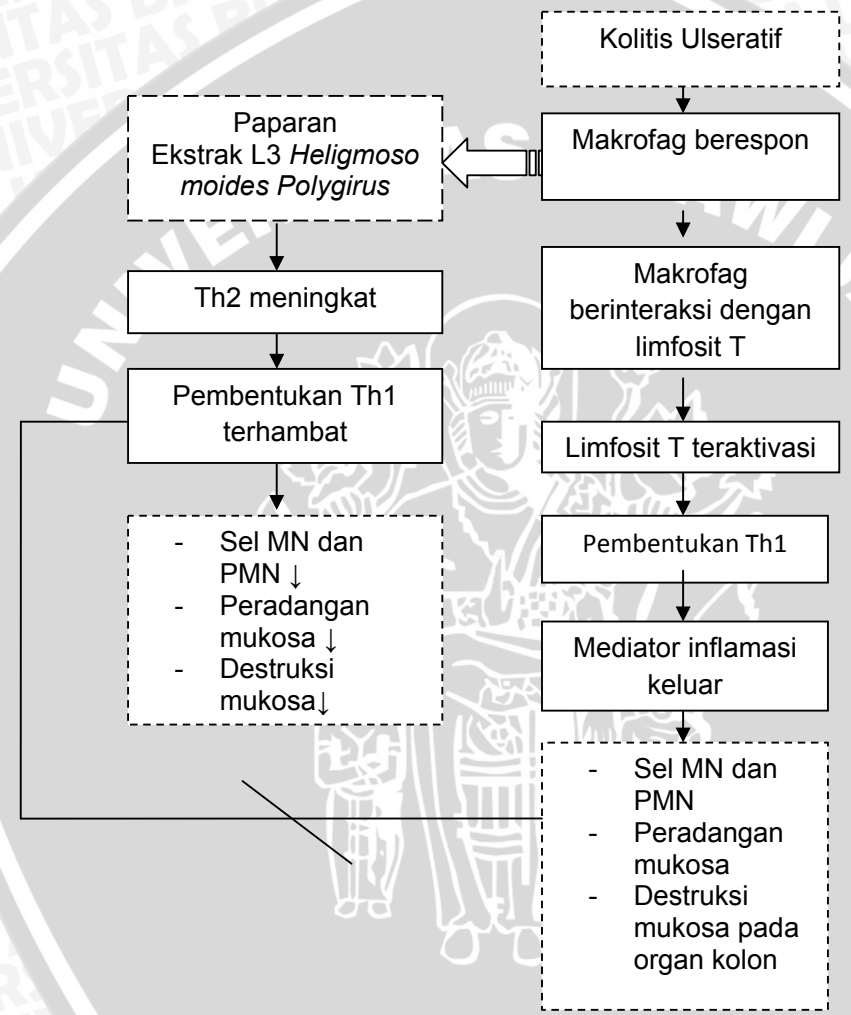 Kolitis Ulseratif
Makrofag berespon
Makrofag
berinteraksi dengan
limfosit T
Limfosit T teraktivasi
Pembentukan Th1
Mediator inflamasi
keluar
- Sel MN dan
PMN
- Peradangan
mukosa
- Destruksi
mukosa pada
organ kolon
Paparan
Ekstrak L3 Heligmoso
moides Polygirus
Th2 meningkat
Pembentukan Th1
terhambat
- Sel MN dan
PMN ↓
- Peradangan
mukosa ↓
- Destruksi
mukosa↓